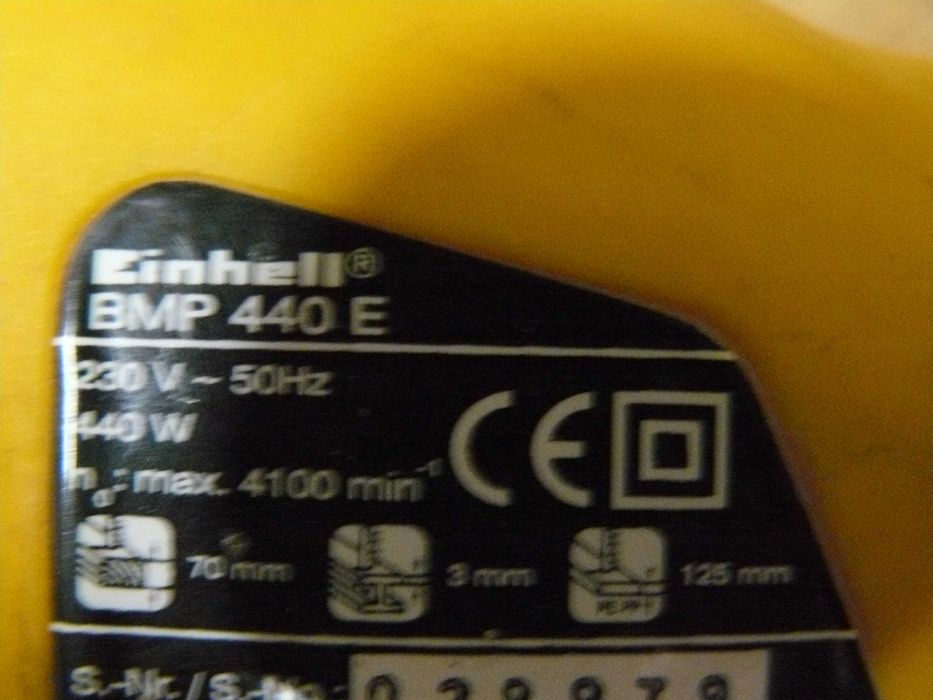 Einhell®
BMP 440 E
230 V ~ 50Hz
440 W
n₀: max. 4100 min⁻¹
70 mm 3 mm 125 mm
S.-Nr. / S.-No.: